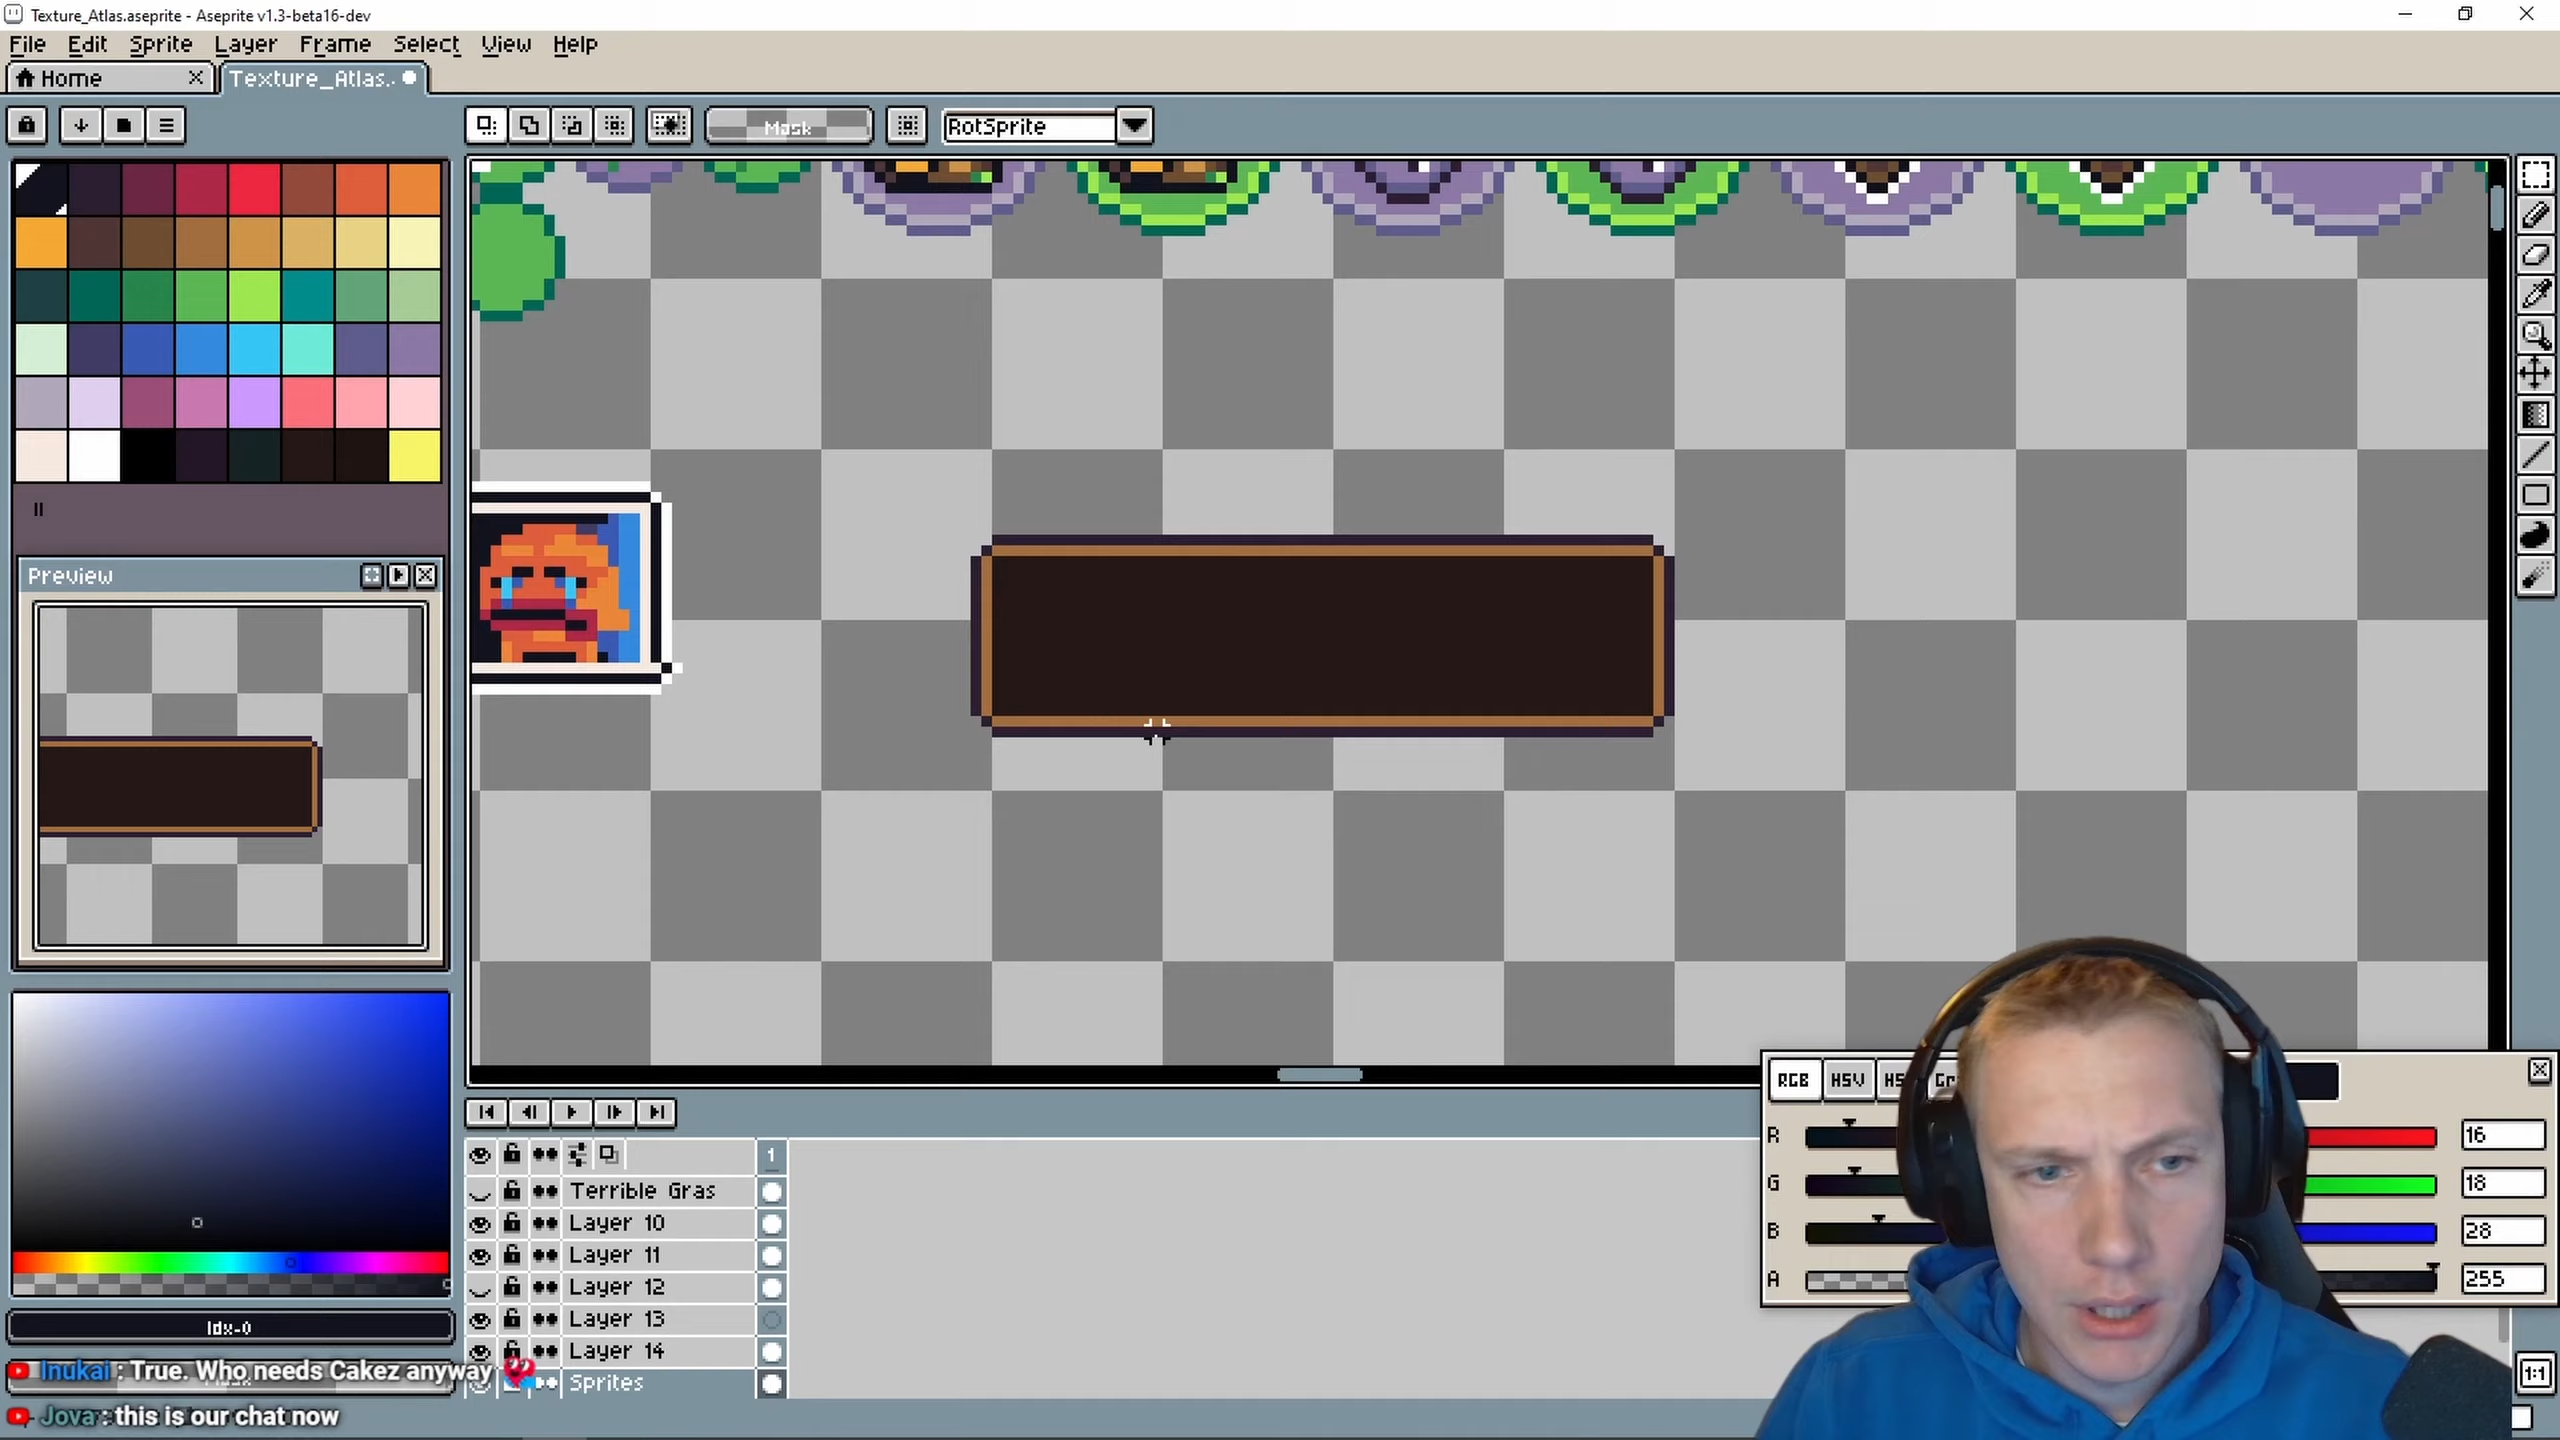 Texture_Atlas.aseprite - Aseprite v1.3-beta16-dev
File Edit Sprite Layer Frame Select View Help
Home
Texture_Atlas.
Mask
RotSprite
Preview
RGB HSV
R 16
G 18
B 28
A 255
Idx-0
1
Terrible Gras
Layer 10
Layer 11
Layer 12
Layer 13
Layer 14
Sprites
1:1
Inukai : True. Who needs Cakez anyway
Jova : this is our chat now